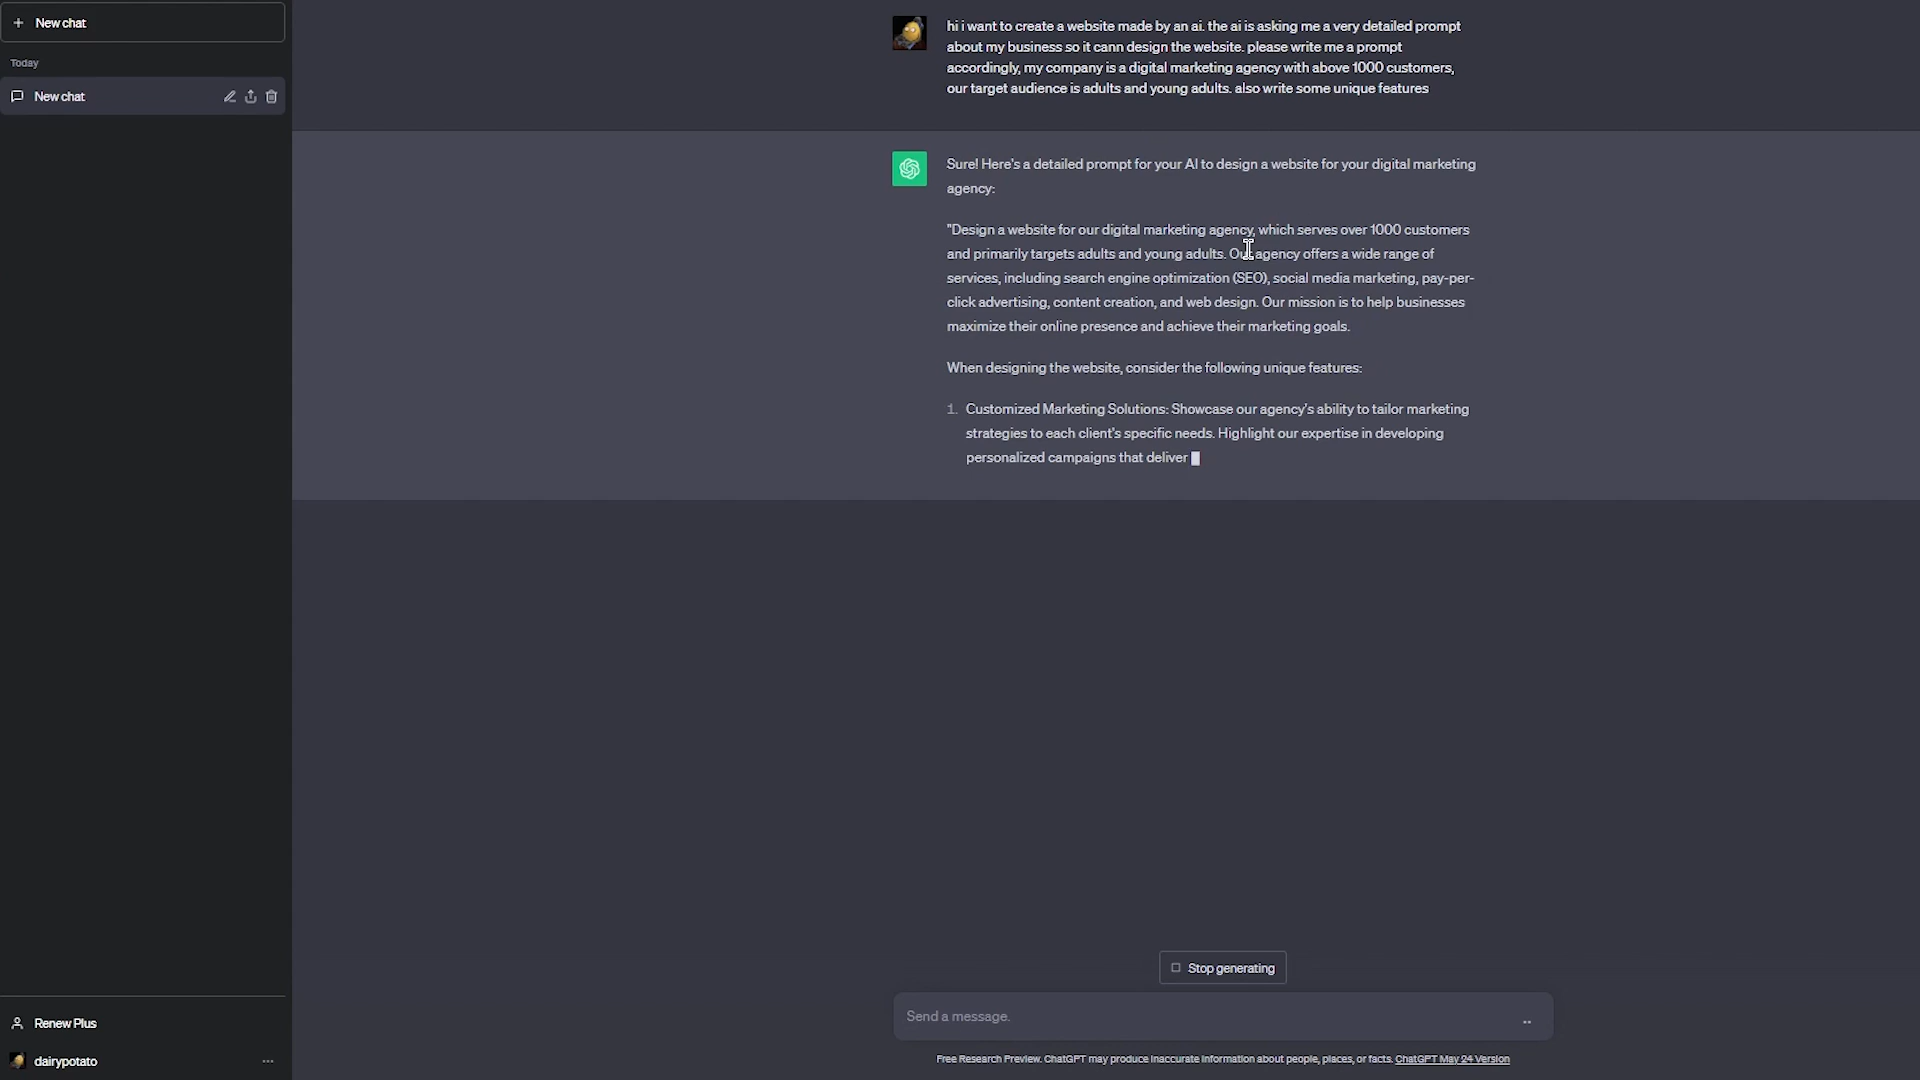 New chat
Today
New chat
Renew Plus
dairypotato
hi i want to create a website made by an ai. the ai is asking me a very detailed prompt
about my business so it cann design the website. please write me a prompt
accordingly, my company is a digital marketing agency with above 1000 customers,
our target audience is adults and young adults. also write some unique features
Sure! Here's a detailed prompt for your AI to design a website for your digital marketing
agency:
"Design a website for our digital marketing agency, which serves over 1000 customers
and primarily targets adults and young adults. Our agency offers a wide range of
services, including search engine optimization (SEO), social media marketing, pay-per-
click advertising, content creation, and web design. Our mission is to help businesses
maximize their online presence and achieve their marketing goals.
When designing the website, consider the following unique features:
1. Customized Marketing Solutions: Showcase our agency's ability to tailor marketing
strategies to each client's specific needs. Highlight our expertise in developing
personalized campaigns that deliver
Stop generating
Send a message.
Free Research Preview. ChatGPT may produce inaccurate information about people, places, or facts. ChatGPT May 24 Version